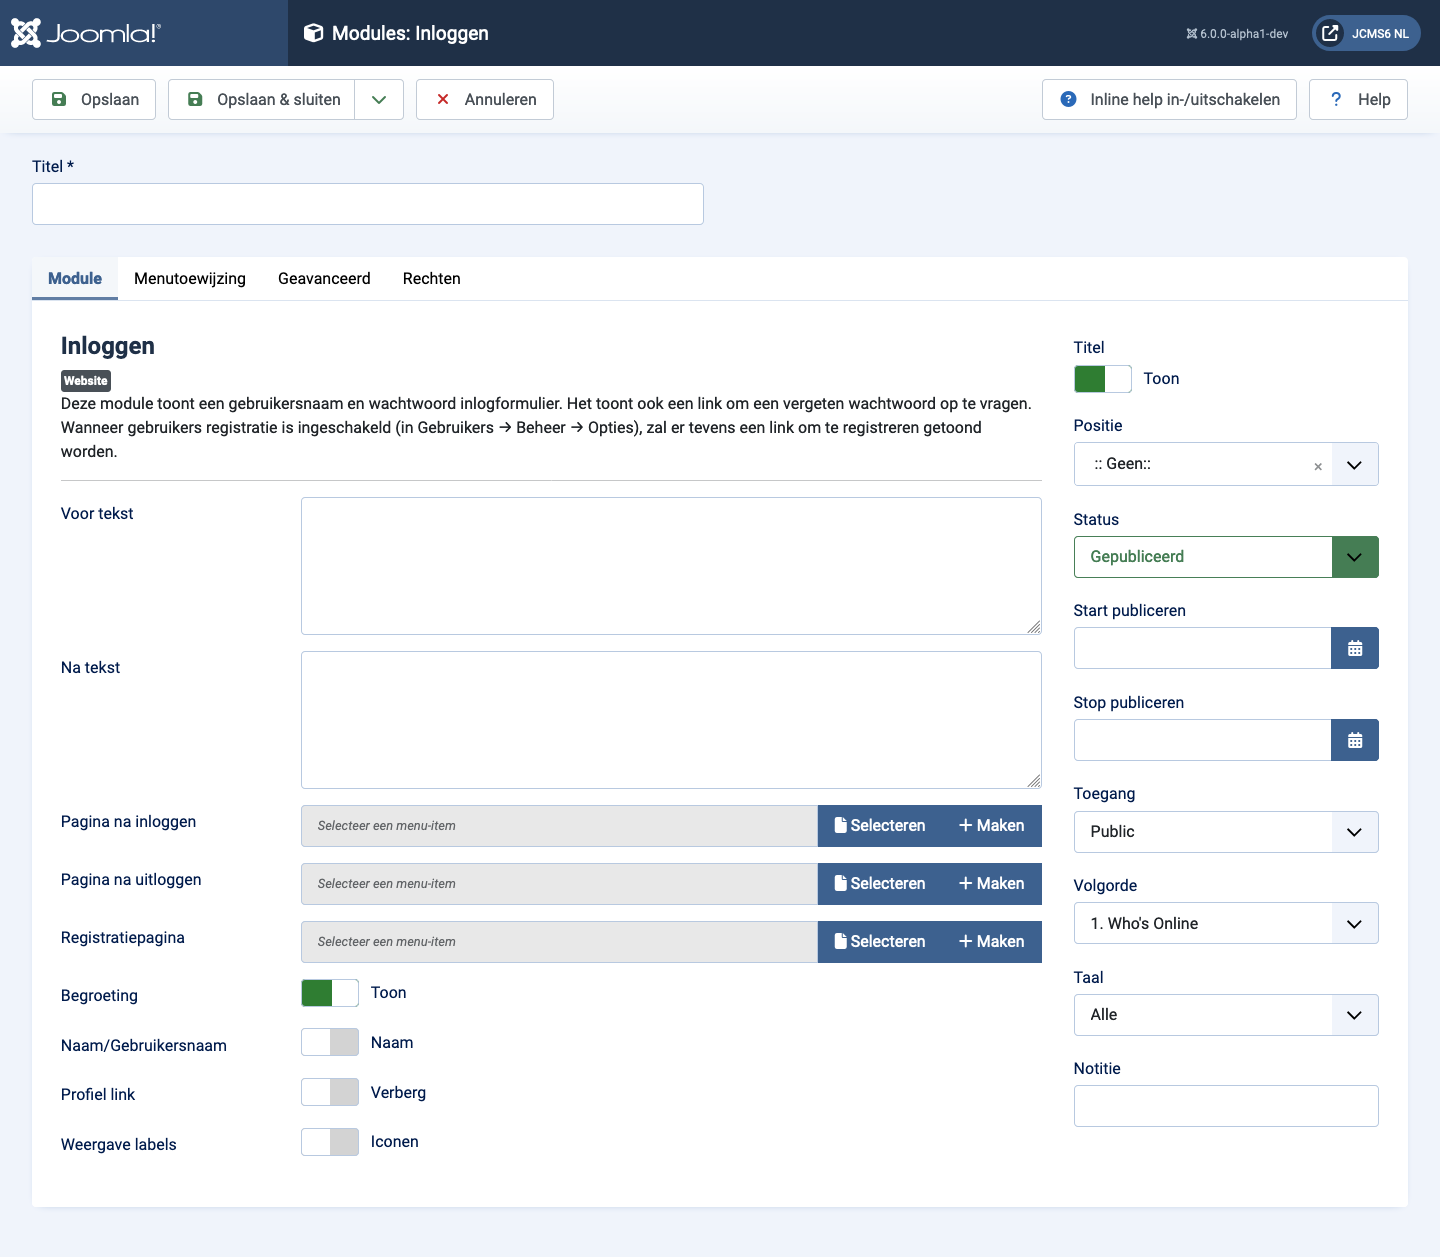 Joomla!®
Modules: Inloggen
6.0.0-alpha1-dev
JCMS6 NL
Opslaan
Opslaan & sluiten
Annuleren
Inline help in-/uitschakelen
? Help
Titel *
Module
Menutoewijzing
Geavanceerd
Rechten
Inloggen
Website
Deze module toont een gebruikersnaam en wachtwoord inlogformulier. Het toont ook een link om een vergeten wachtwoord op te vragen.
Wanneer gebruikers registratie is ingeschakeld (in Gebruikers → Beheer → Opties), zal er tevens een link om te registreren getoond
worden.
Voor tekst
Na tekst
Pagina na inloggen
Selecteer een menu-item
Selecteren
+ Maken
Pagina na uitloggen
Selecteer een menu-item
Selecteren
+ Maken
Registratiepagina
Selecteer een menu-item
Selecteren
+ Maken
Begroeting
Toon
Naam/Gebruikersnaam
Naam
Profiel link
Verberg
Weergave labels
Iconen
Titel
Toon
Positie
:: Geen::
×
Status
Gepubliceerd
Start publiceren
Stop publiceren
Toegang
Public
Volgorde
1. Who's Online
Taal
Alle
Notitie